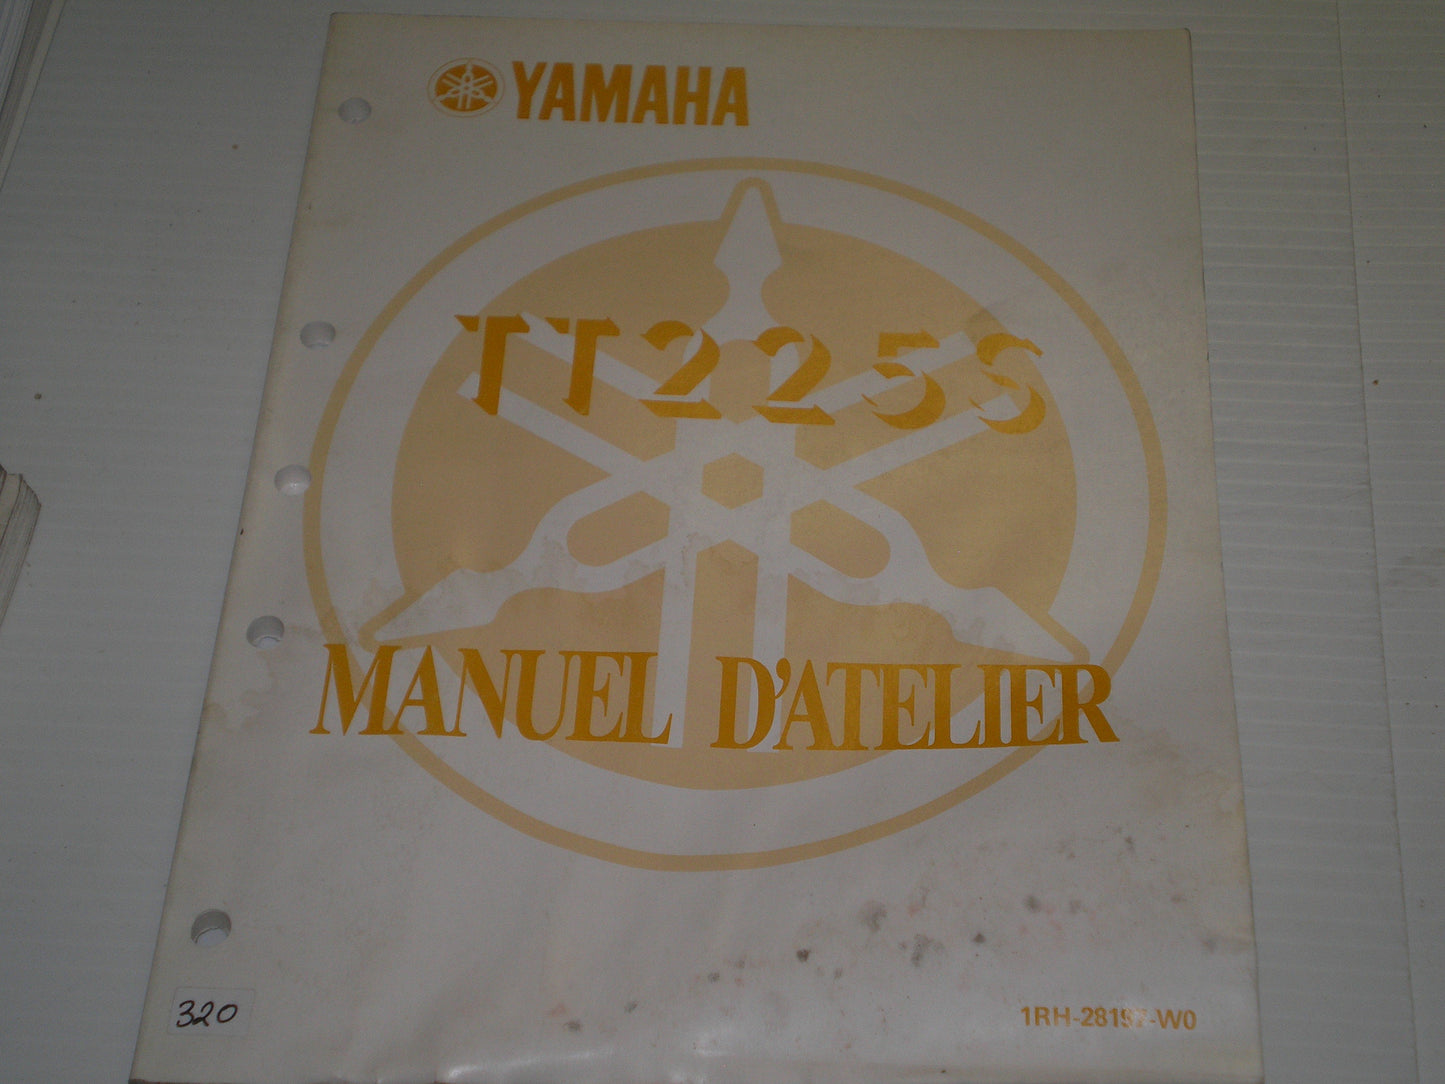 YAMAHA
TT225S
MANUEL D'ATELIER
320
1RH-28197-W0